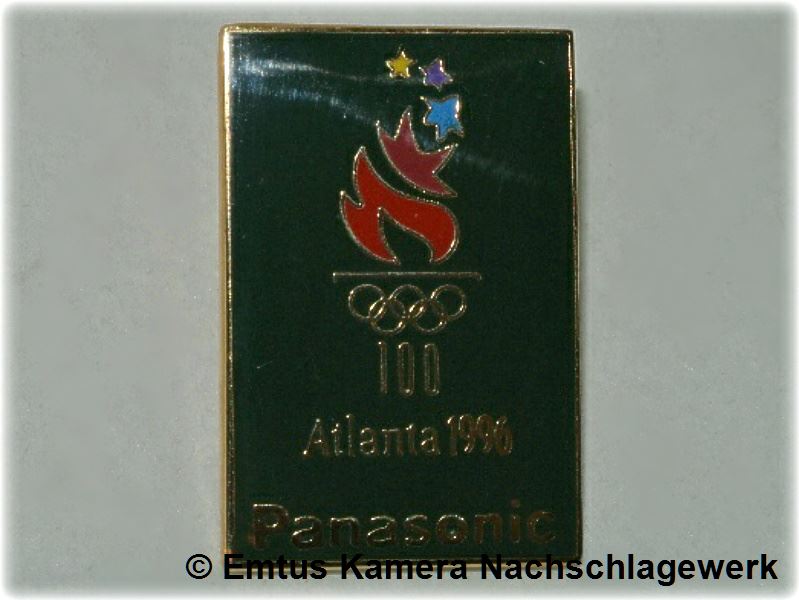 100
Atlanta 1996
Panasonic
© Emtus Kamera Nachschlagewerk